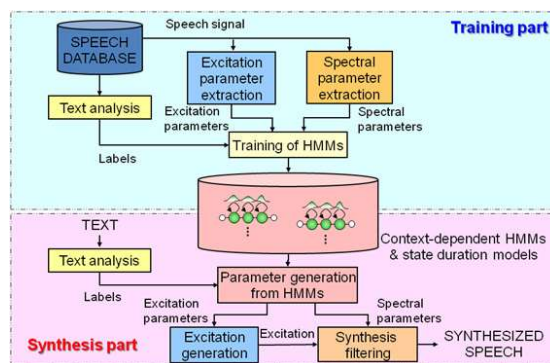 Speech signal
Training part
SPEECH
DATABASE
Excitation
parameter
extraction
Spectral
parameter
extraction
Text analysis
Excitation
parameters
Spectral
parameters
Training of HMMs
Labels
TEXT
Context-dependent HMMs
& state duration models
Text analysis
Parameter generation
from HMMs
Labels
Excitation
parameters
Spectral
parameters
Synthesis part
Excitation
generation
Excitation
Synthesis
filtering
SYNTHESIZED
SPEECH